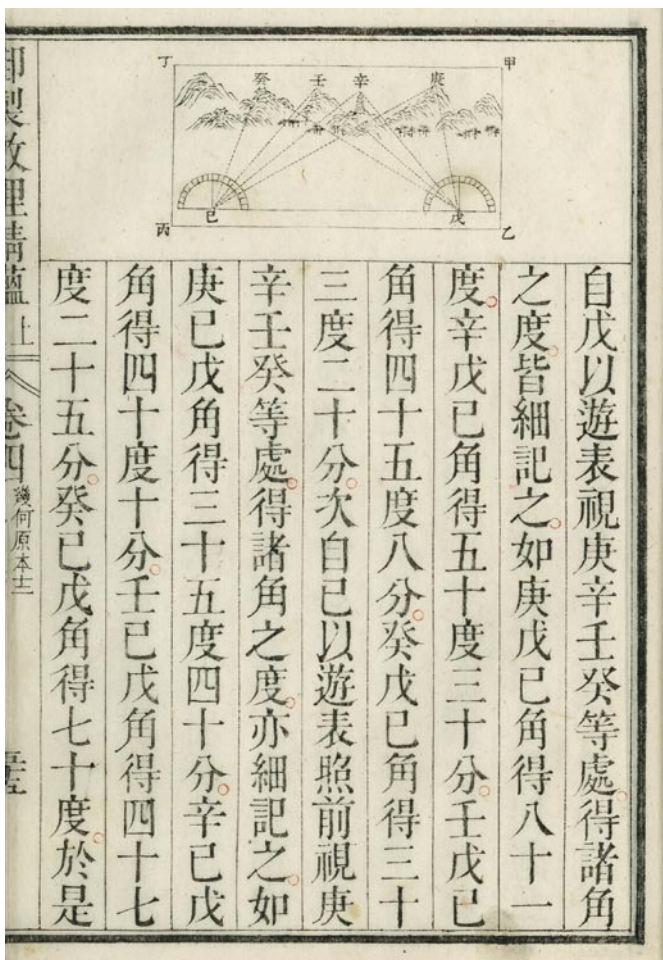 丁
甲
癸
壬
辛
庚
己
戊
丙
乙
自戊以遊表視庚辛壬癸等處得諸角
之度皆細記之如庚戊己角得八十一
度辛戊己角得五十度三十分壬戊己
角得四十五度八分癸戊己角得三十
三度二十分次自己以遊表照前視庚
辛壬癸等處得諸角之度亦細記之如
庚己戊角得三十五度四十分辛己戊
角得四十度十分壬己戊角得四十七
度二十五分癸己戊角得七十度於是
御製數理精蘊
上
卷四
幾何原本十二